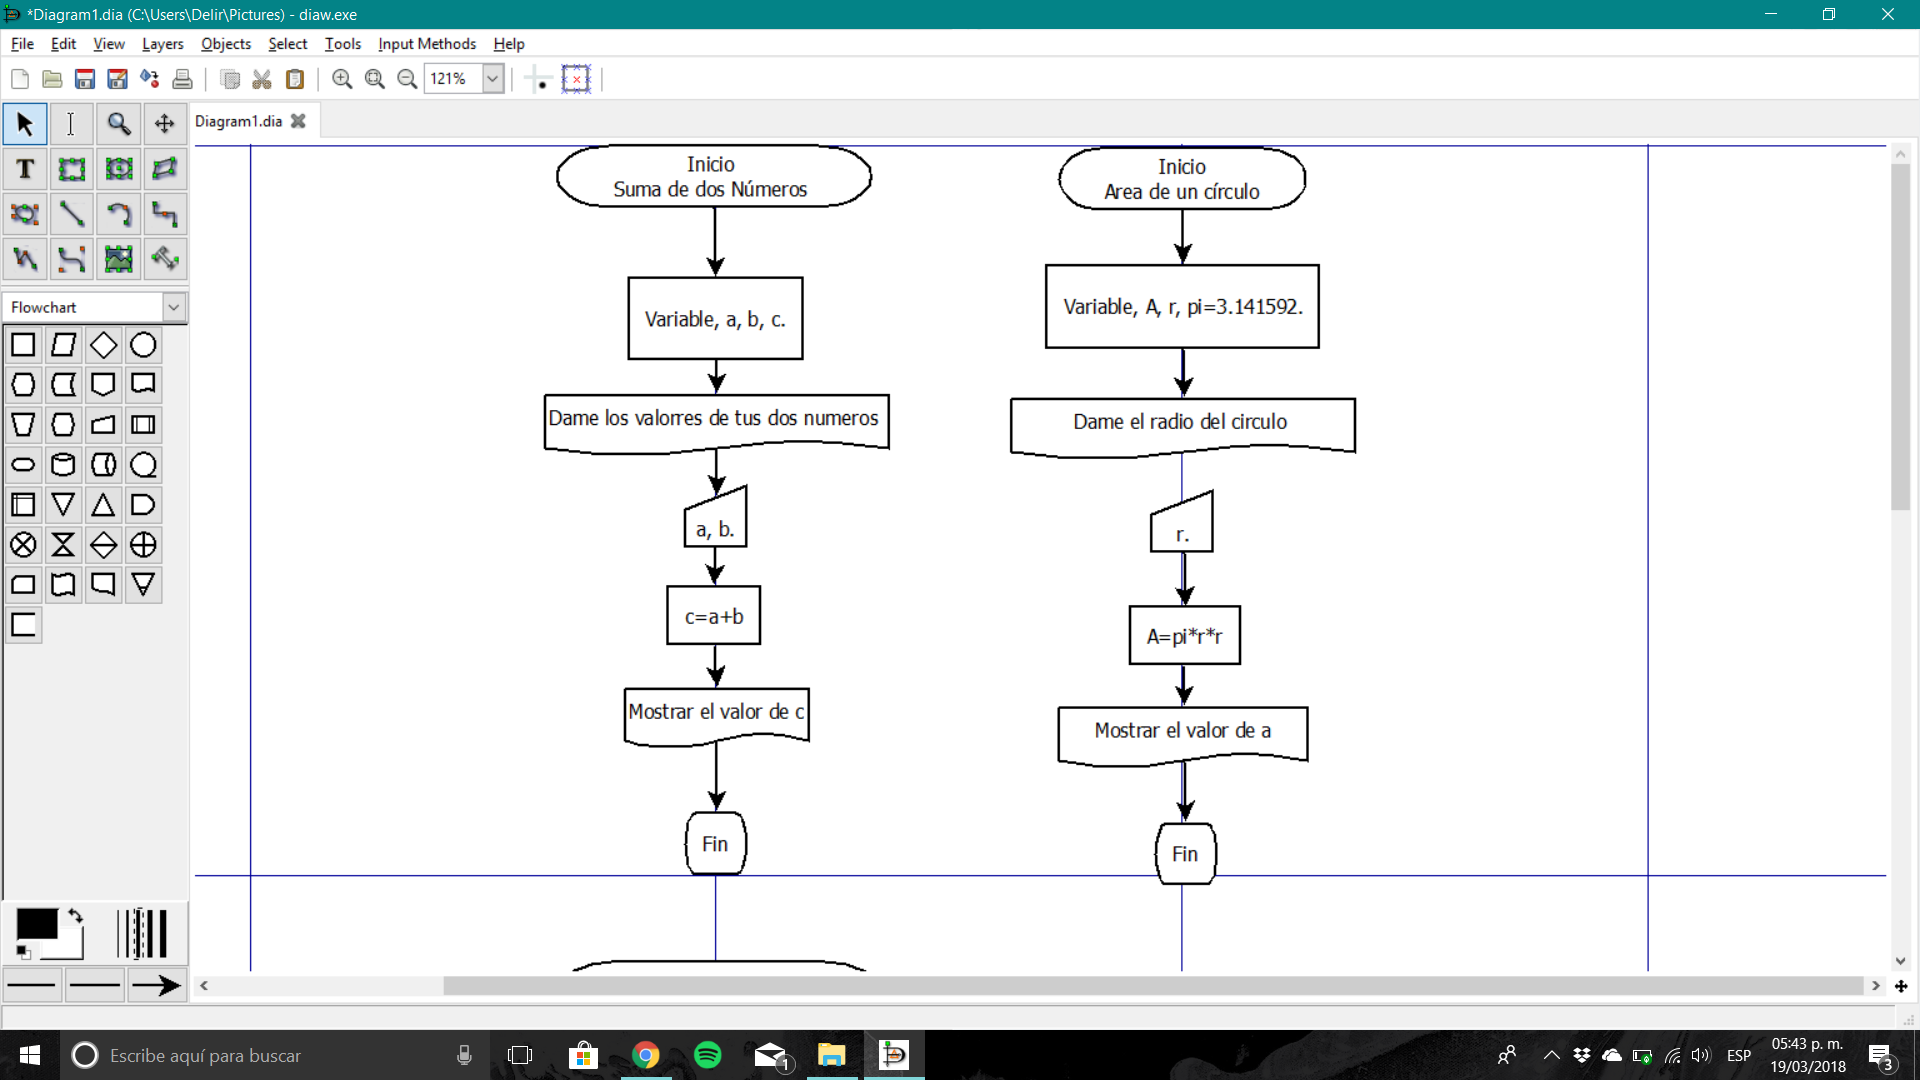 *Diagram1.dia (C:\Users\Delir\Pictures) - diaw.exe
File Edit View Layers Objects Select Tools Input Methods Help
121%
Diagram1.dia
T
Flowchart
Inicio
Suma de dos Números
Variable, a, b, c.
Dame los valorres de tus dos numeros
a, b.
c=a+b
Mostrar el valor de c
Fin
Inicio
Area de un círculo
Variable, A, r, pi=3.141592.
Dame el radio del circulo
r.
A=pi*r*r
Mostrar el valor de a
Fin
Escribe aquí para buscar
1
ESP
05:43 p. m.
19/03/2018
3